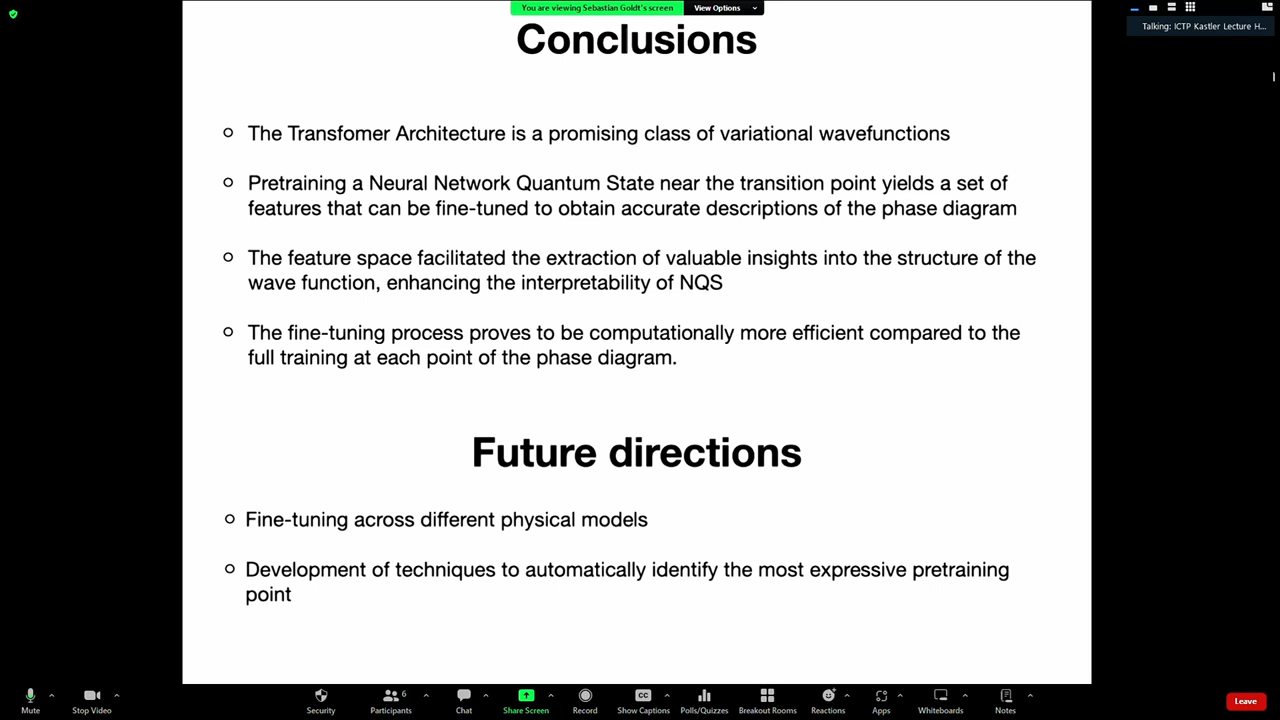 You are viewing Sebastian Goldt's screen
View Options
Talking: ICTP Kastler Lecture H...
Conclusions
The Transfomer Architecture is a promising class of variational wavefunctions
Pretraining a Neural Network Quantum State near the transition point yields a set of
features that can be fine-tuned to obtain accurate descriptions of the phase diagram
The feature space facilitated the extraction of valuable insights into the structure of the
wave function, enhancing the interpretability of NQS
The fine-tuning process proves to be computationally more efficient compared to the
full training at each point of the phase diagram.
Future directions
Fine-tuning across different physical models
Development of techniques to automatically identify the most expressive pretraining
point
Mute
Stop Video
Security
Participants 6
Chat
Share Screen
Record
CC
Show Captions
Polls/Quizzes
Breakout Rooms
Reactions
Apps
Whiteboards
Notes
Leave